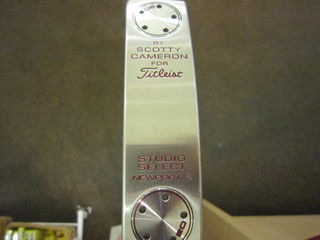 BY
SCOTTY
CAMERON
FOR
Titleist
STUDIO
SELECT
NEWPORT 2